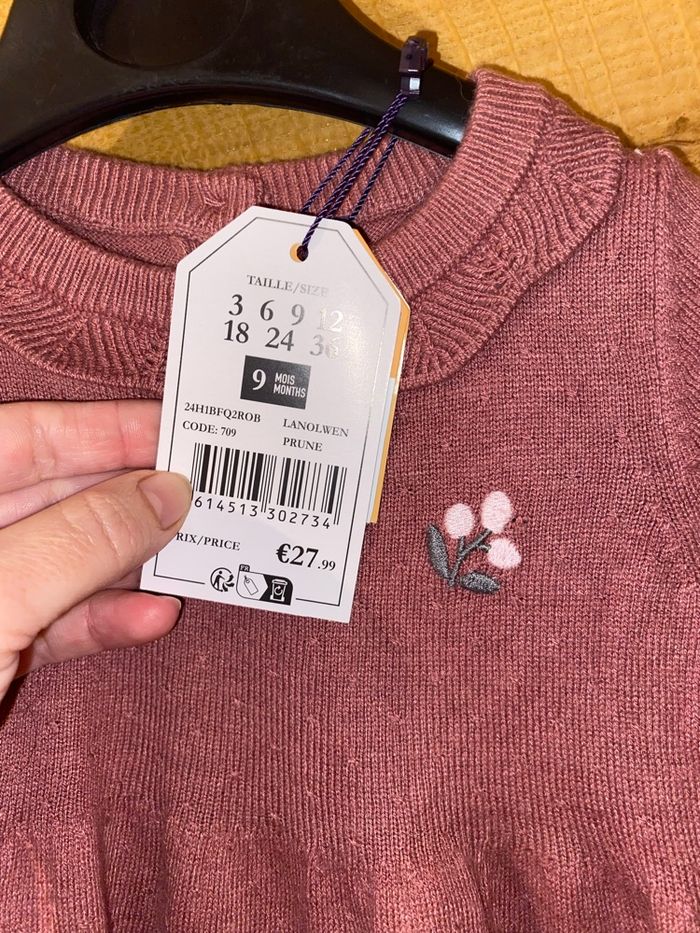 TAILLE/SIZE
3 6 9 12
18 24 36
9 MOIS
MONTHS
24H1BFQ2ROB LANOLWEN
CODE: 709 PRUNE
614513 302734
RIX/PRICE €27.99
FR